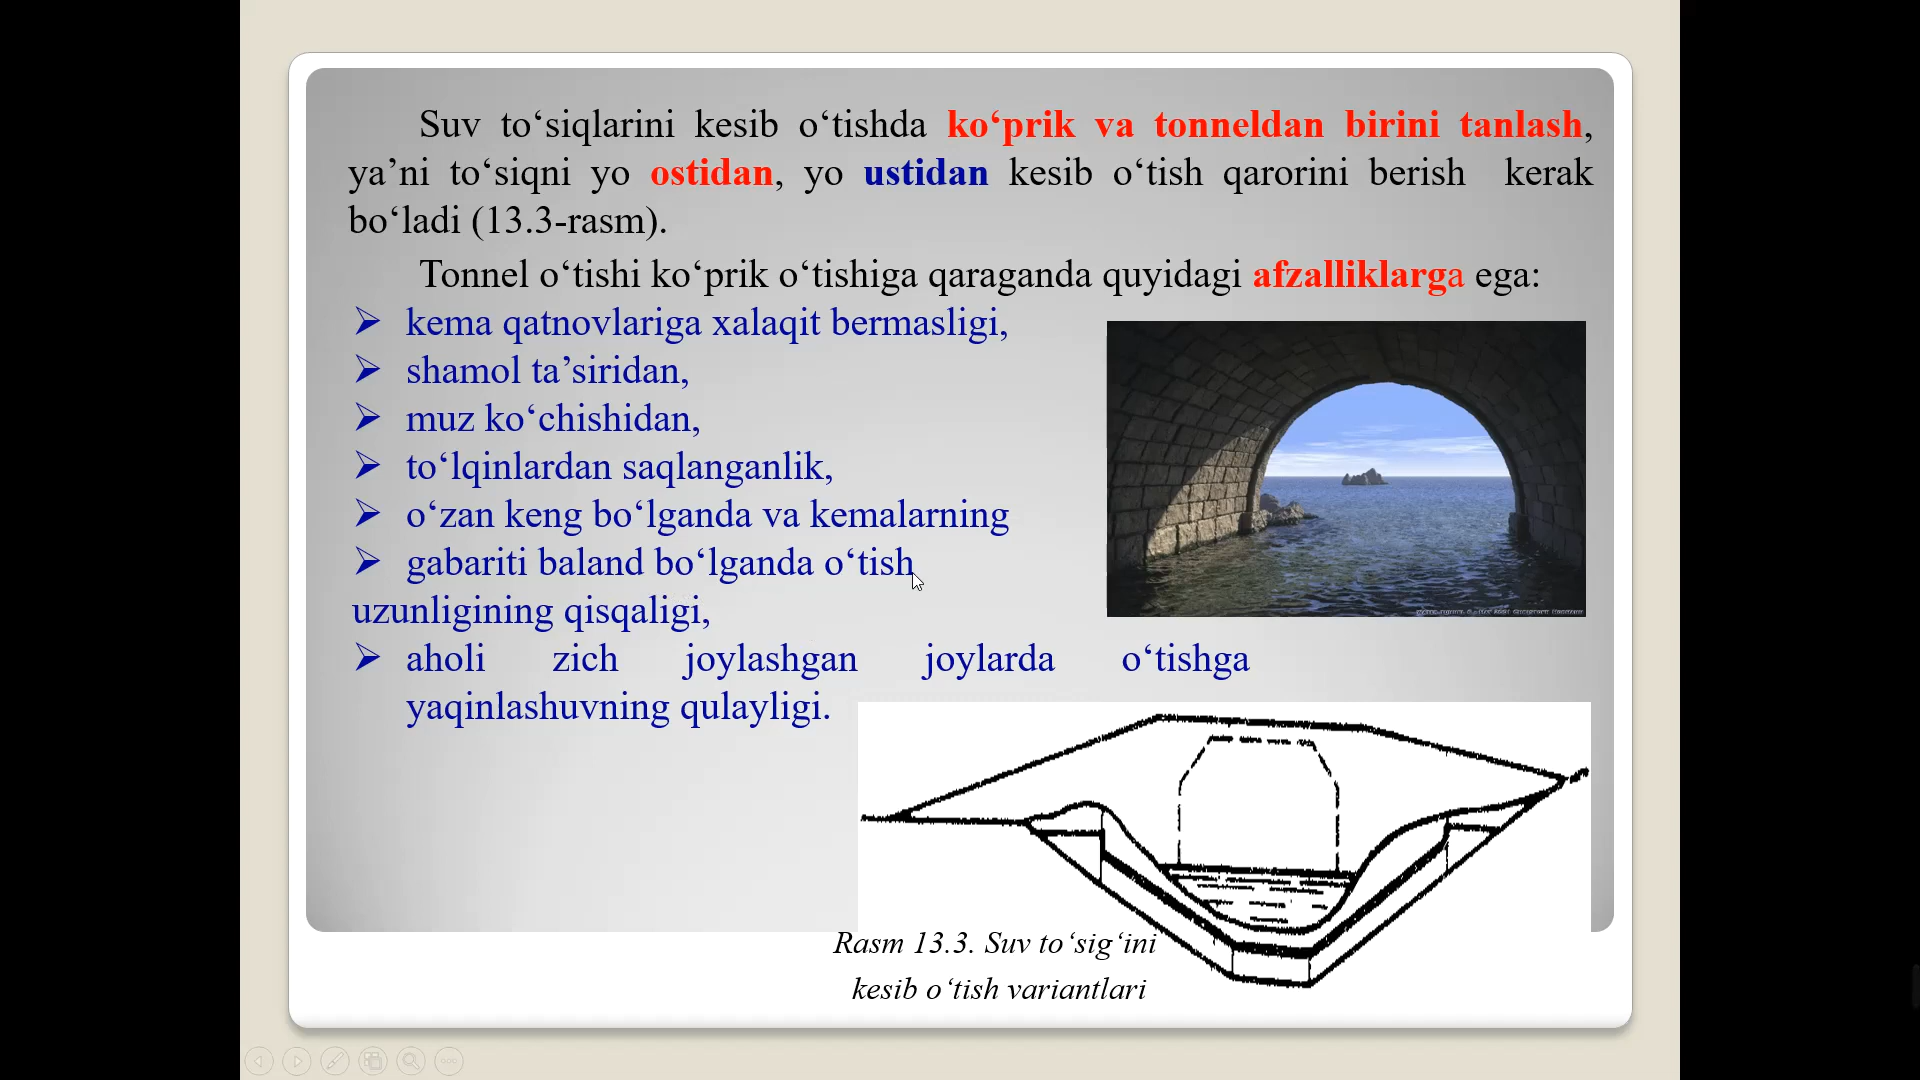 Suv to‘siqlarini kesib o‘tishda ko‘prik va tonneldan birini tanlash,
ya’ni to‘siqni yo ostidan, yo ustidan kesib o‘tish qarorini berish kerak
bo‘ladi (13.3-rasm).
Tonnel o‘tishi ko‘prik o‘tishiga qaraganda quyidagi afzalliklarga ega:
kema qatnovlariga xalaqit bermasligi,
shamol ta’siridan,
muz ko‘chishidan,
to‘lqinlardan saqlanganlik,
o‘zan keng bo‘lganda va kemalarning
gabariti baland bo‘lganda o‘tish
uzunligining qisqaligi,
aholi zich joylashgan joylarda o‘tishga
yaqinlashuvning qulayligi.
Rasm 13.3. Suv to‘sig‘ini
kesib o‘tish variantlari